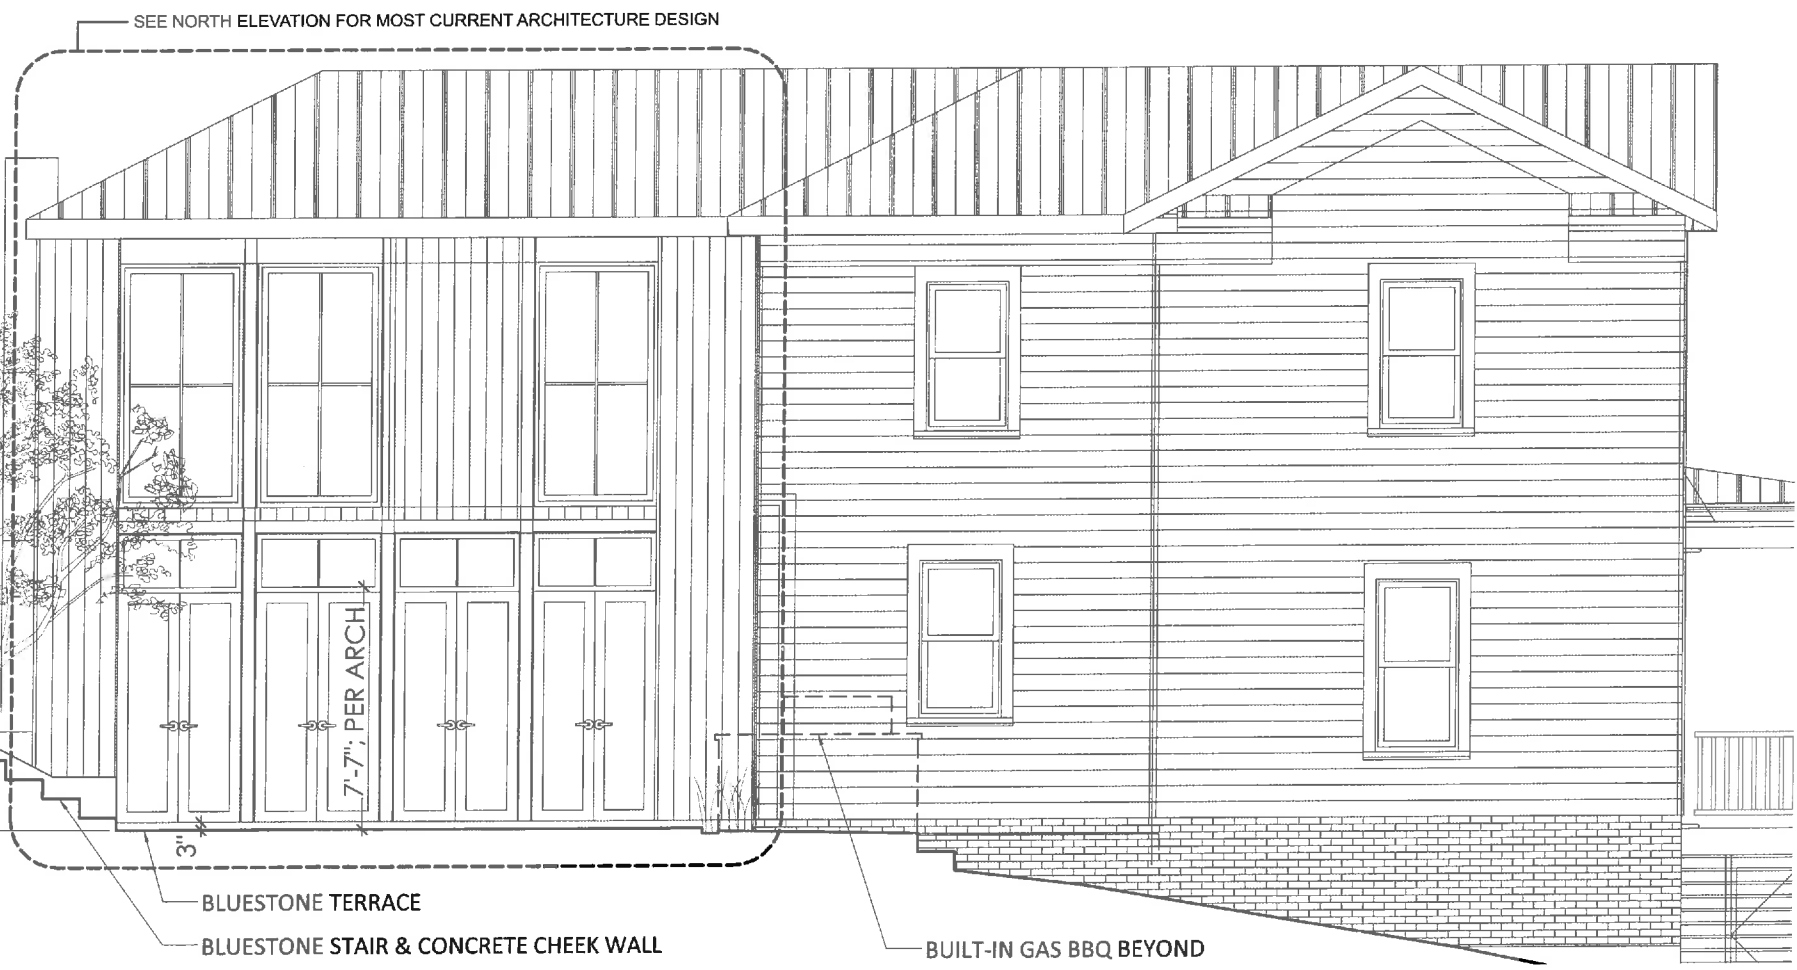 SEE NORTH ELEVATION FOR MOST CURRENT ARCHITECTURE DESIGN
7'-7"; PER ARCH
3"
BLUESTONE TERRACE
BLUESTONE STAIR & CONCRETE CHEEK WALL
BUILT-IN GAS BBQ BEYOND